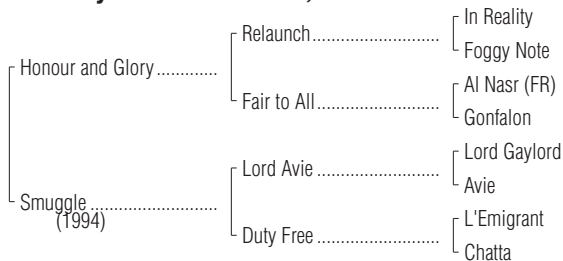 In Reality
Relaunch
Foggy Note
Honour and Glory
Al Nasr (FR)
Fair to All
Gonfalon
Lord Gaylord
Lord Avie
Avie
Smuggle
(1994)
L'Emigrant
Duty Free
Chatta